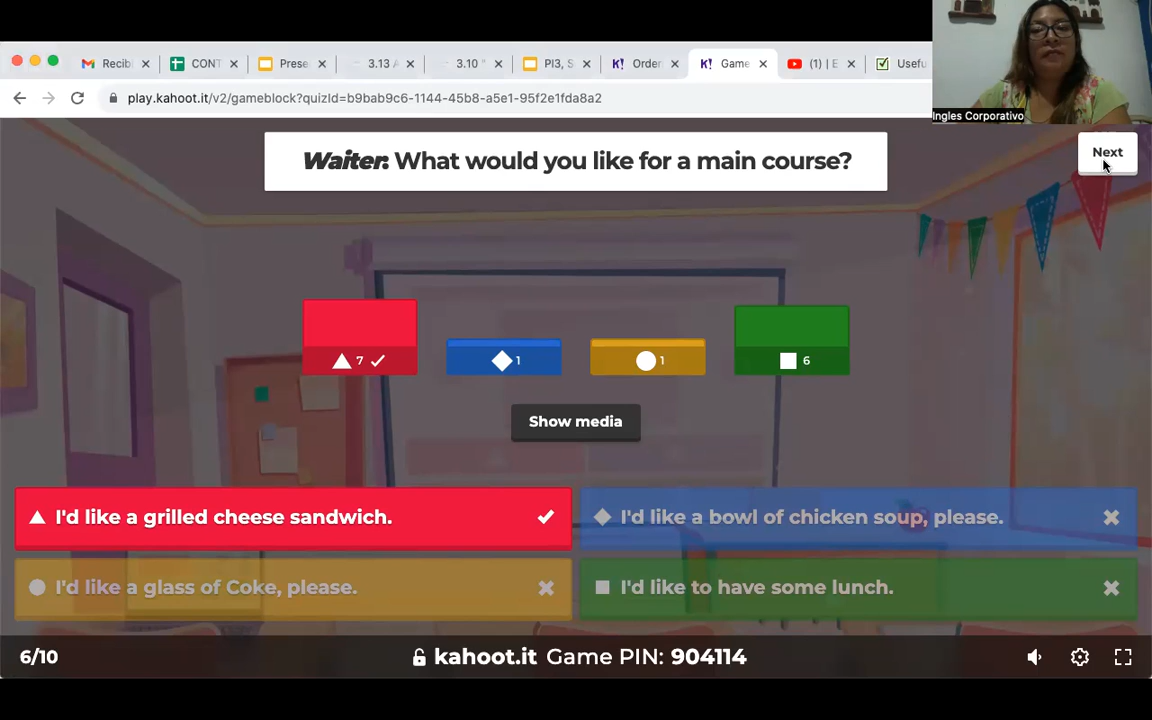 Recib
CONT
Prese
3.13 A
3.10 "
PI3, S
Order
Game
(1) | E
Usefu
play.kahoot.it/v2/gameblock?quizId=b9bab9c6-1144-45b8-a5e1-95f2e1fda8a2
Ingles Corporativo
Waiter: What would you like for a main course?
Next
7
1
1
6
Show media
I'd like a grilled cheese sandwich.
I'd like a bowl of chicken soup, please.
I'd like a glass of Coke, please.
I'd like to have some lunch.
6/10
kahoot.it Game PIN: 904114